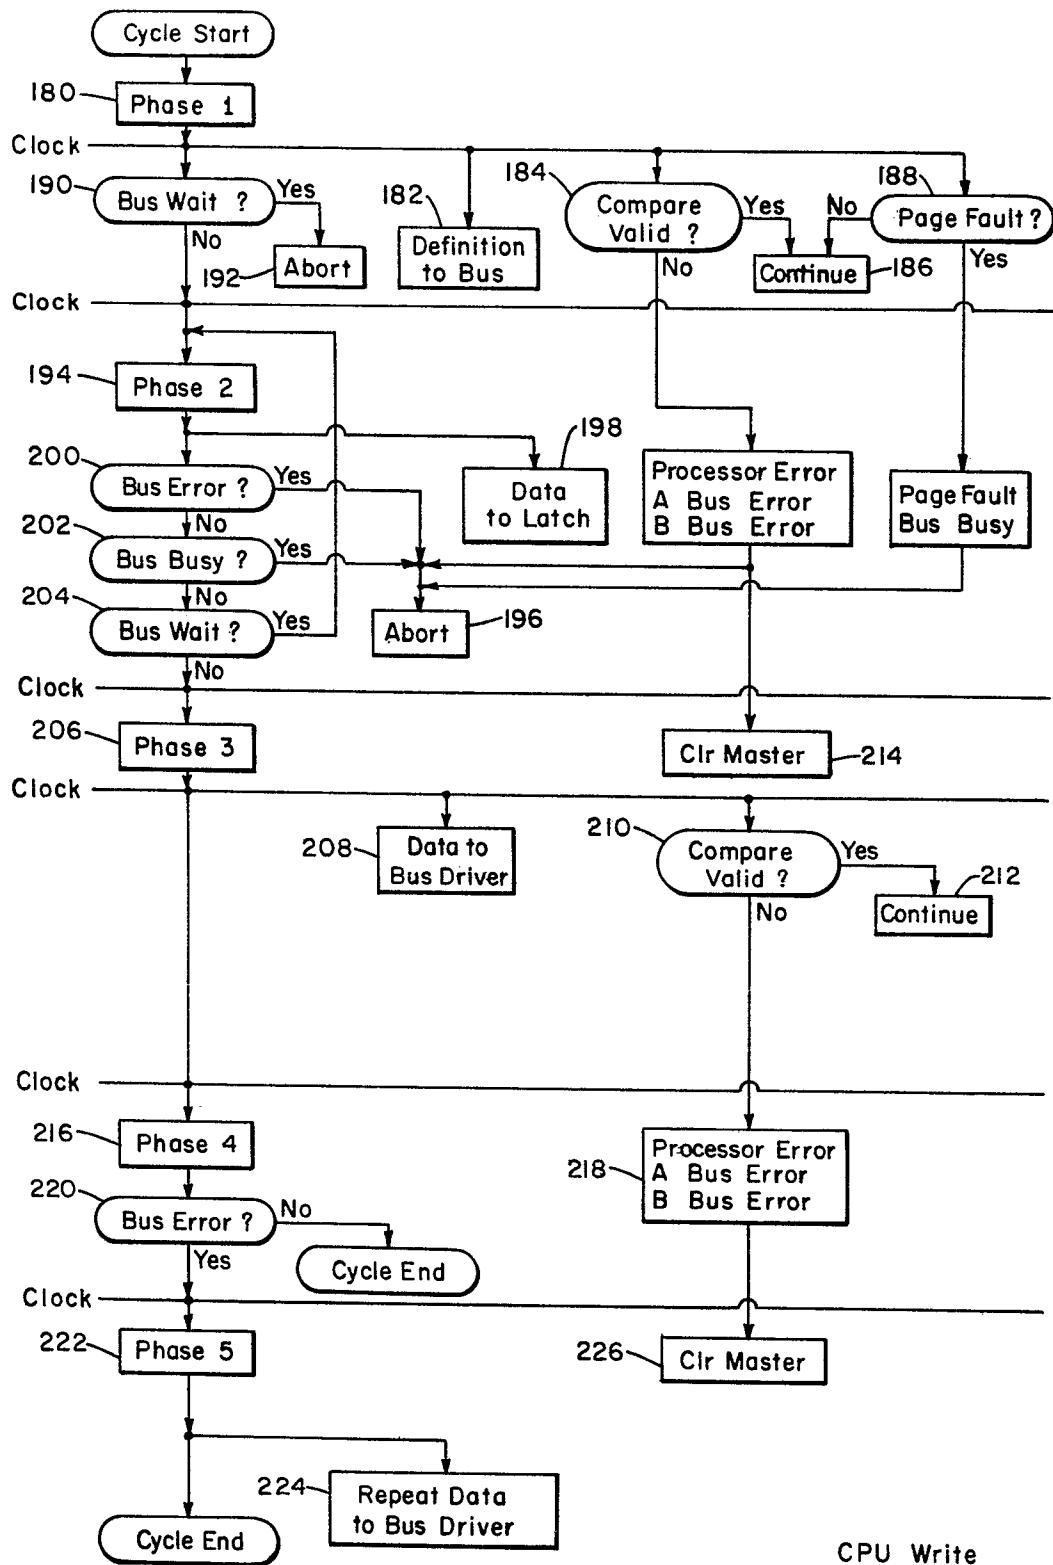 Cycle Start
180
Phase 1
Clock
190
Bus Wait ?
Yes
No
192
Abort
182
Definition
to Bus
184
Compare
Valid ?
Yes
No
188
Page Fault ?
No
Yes
Continue
186
Clock
194
Phase 2
198
Data
to Latch
200
Bus Error ?
Yes
No
202
Bus Busy ?
Yes
No
204
Bus Wait ?
Yes
No
Abort
196
Processor Error
A Bus Error
B Bus Error
Page Fault
Bus Busy
Clock
206
Phase 3
Clr Master
214
Clock
208
Data to
Bus Driver
210
Compare
Valid ?
Yes
No
212
Continue
Clock
216
Phase 4
218
Processor Error
A Bus Error
B Bus Error
220
Bus Error ?
No
Yes
Cycle End
Clock
222
Phase 5
226
Clr Master
224
Repeat Data
to Bus Driver
Cycle End
CPU Write